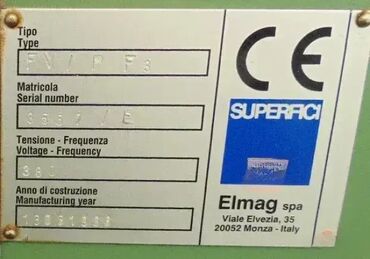 Tipo
Type
Matricola
Serial number
Tensione - Frequenza
Voltage - Frequency
Anno di costruzione
Manufacturing year
CE
SUPERFICI
Elmag spa
Viale Elvezia, 35
20052 Monza - Italy